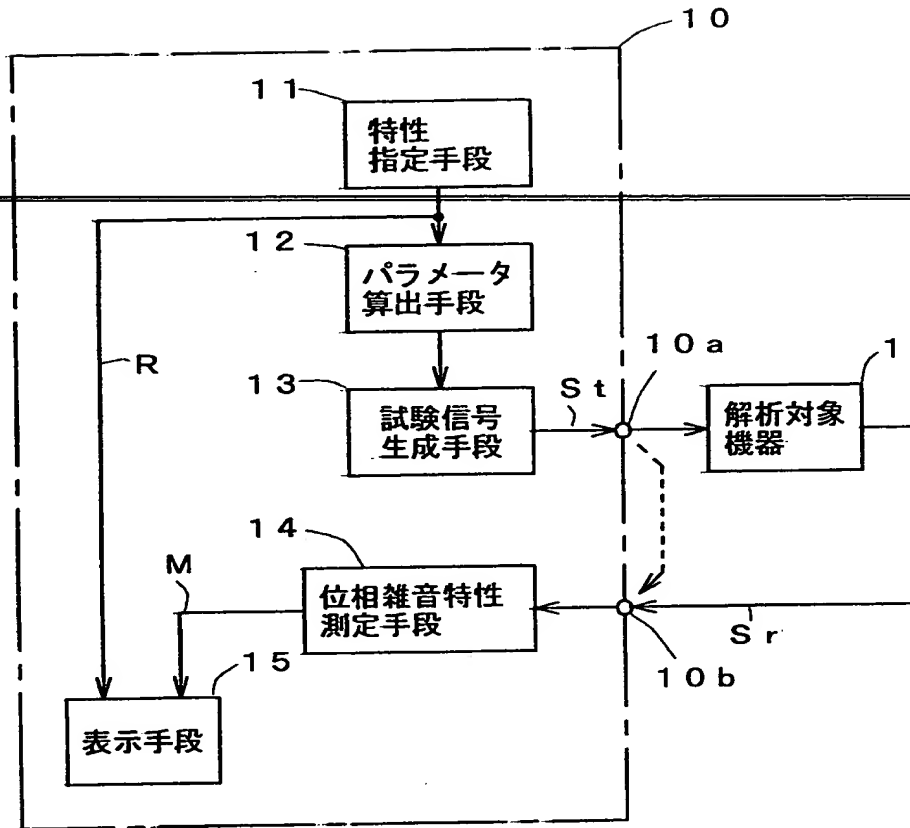 10
11
特性
指定手段
12
パラメータ
算出手段
R
13
試験信号
生成手段
St
10a
1
解析対象
機器
14
M
位相雑音特性
測定手段
Sr
10b
15
表示手段